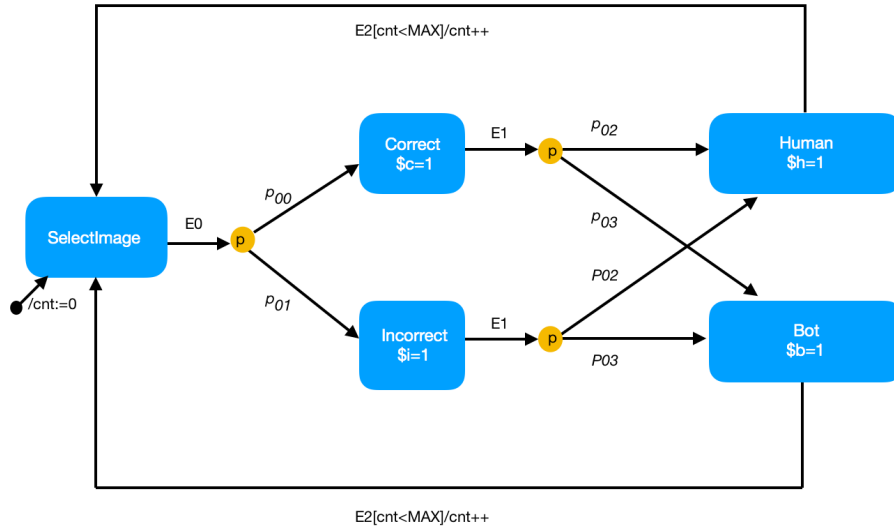 E2[cnt<MAX]/cnt++
Correct
$c=1
E1
p
p02
Human
$h=1
SelectImage
E0
p
p00
p03
/cnt:=0
p01
P02
Incorrect
$i=1
E1
p
P03
Bot
$b=1
E2[cnt<MAX]/cnt++